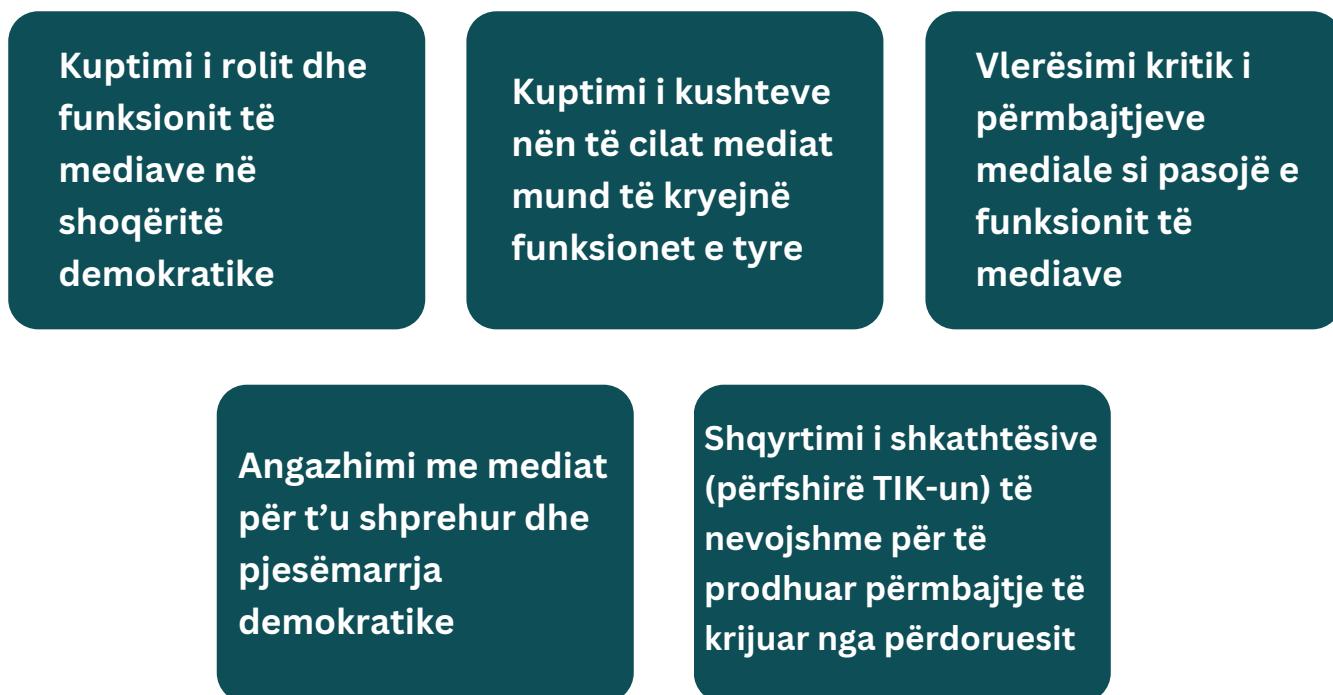 Kuptimi i rolit dhe
funksionit të
mediave në
shoqëritë
demokratike
Kuptimi i kushteve
nën të cilat mediat
mund të kryejnë
funksionet e tyre
Vlerësimi kritik i
përmbajtjeve
mediale si pasojë e
funksionit të
mediave
Angazhimi me mediat
për t’u shprehur dhe
pjesëmarrja
demokratike
Shqyrtimi i shkathtësive
(përfshirë TIK-un) të
nevojshme për të
prodhuar përmbajtje të
krijuar nga përdoruesit